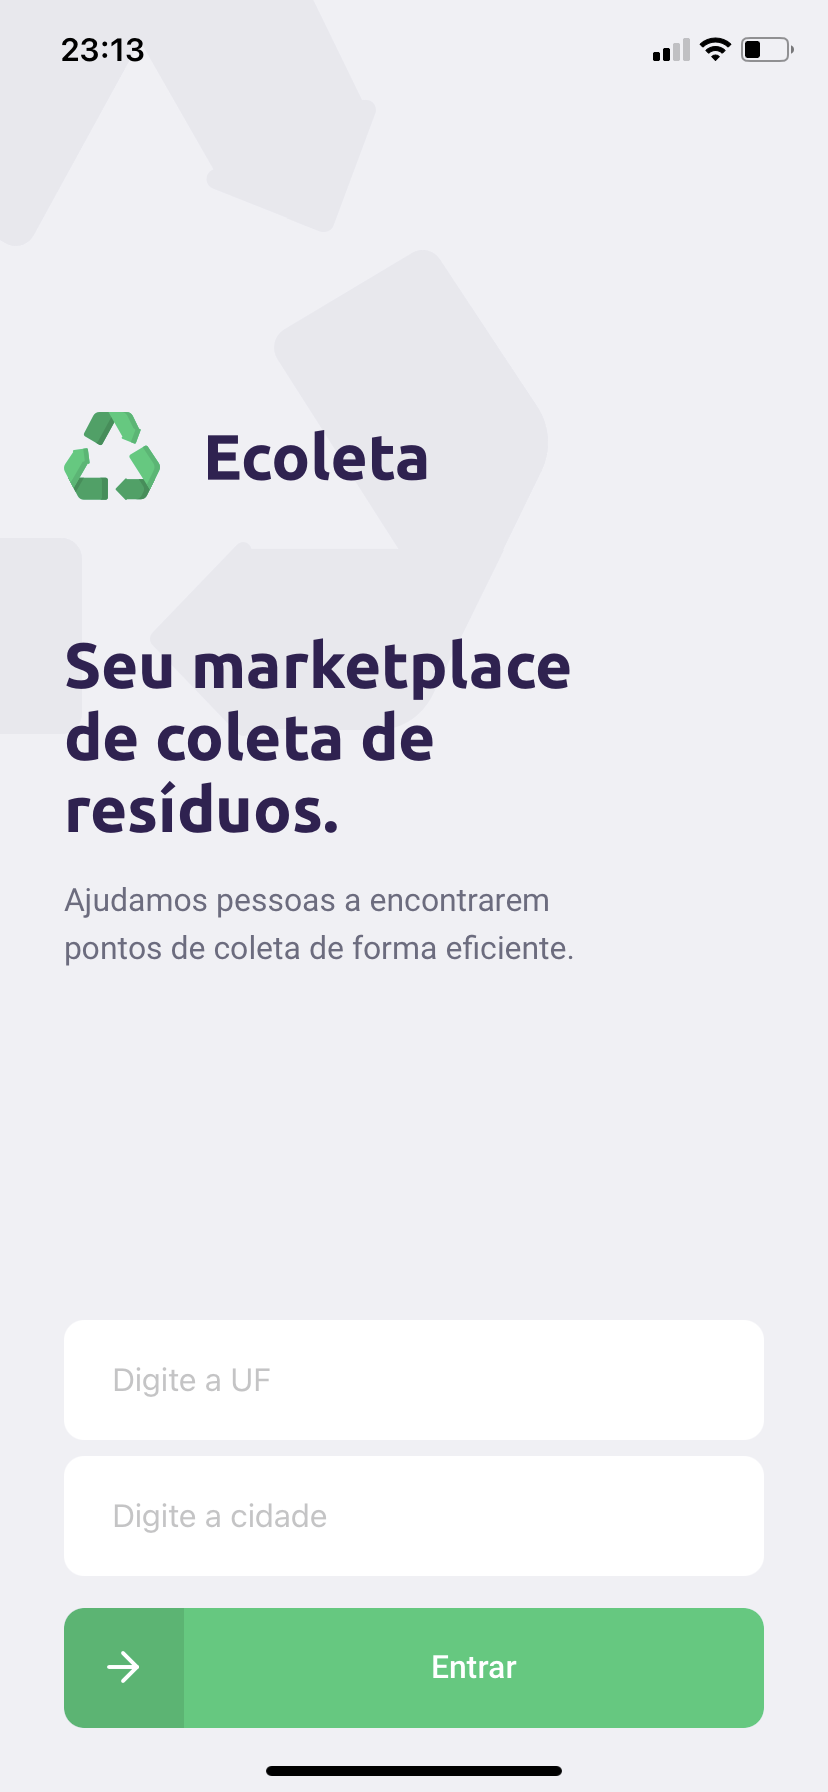 23:13
Ecoleta
Seu marketplace
de coleta de
resíduos.
Ajudamos pessoas a encontrarem
pontos de coleta de forma eficiente.
Digite a UF
Digite a cidade
Entrar